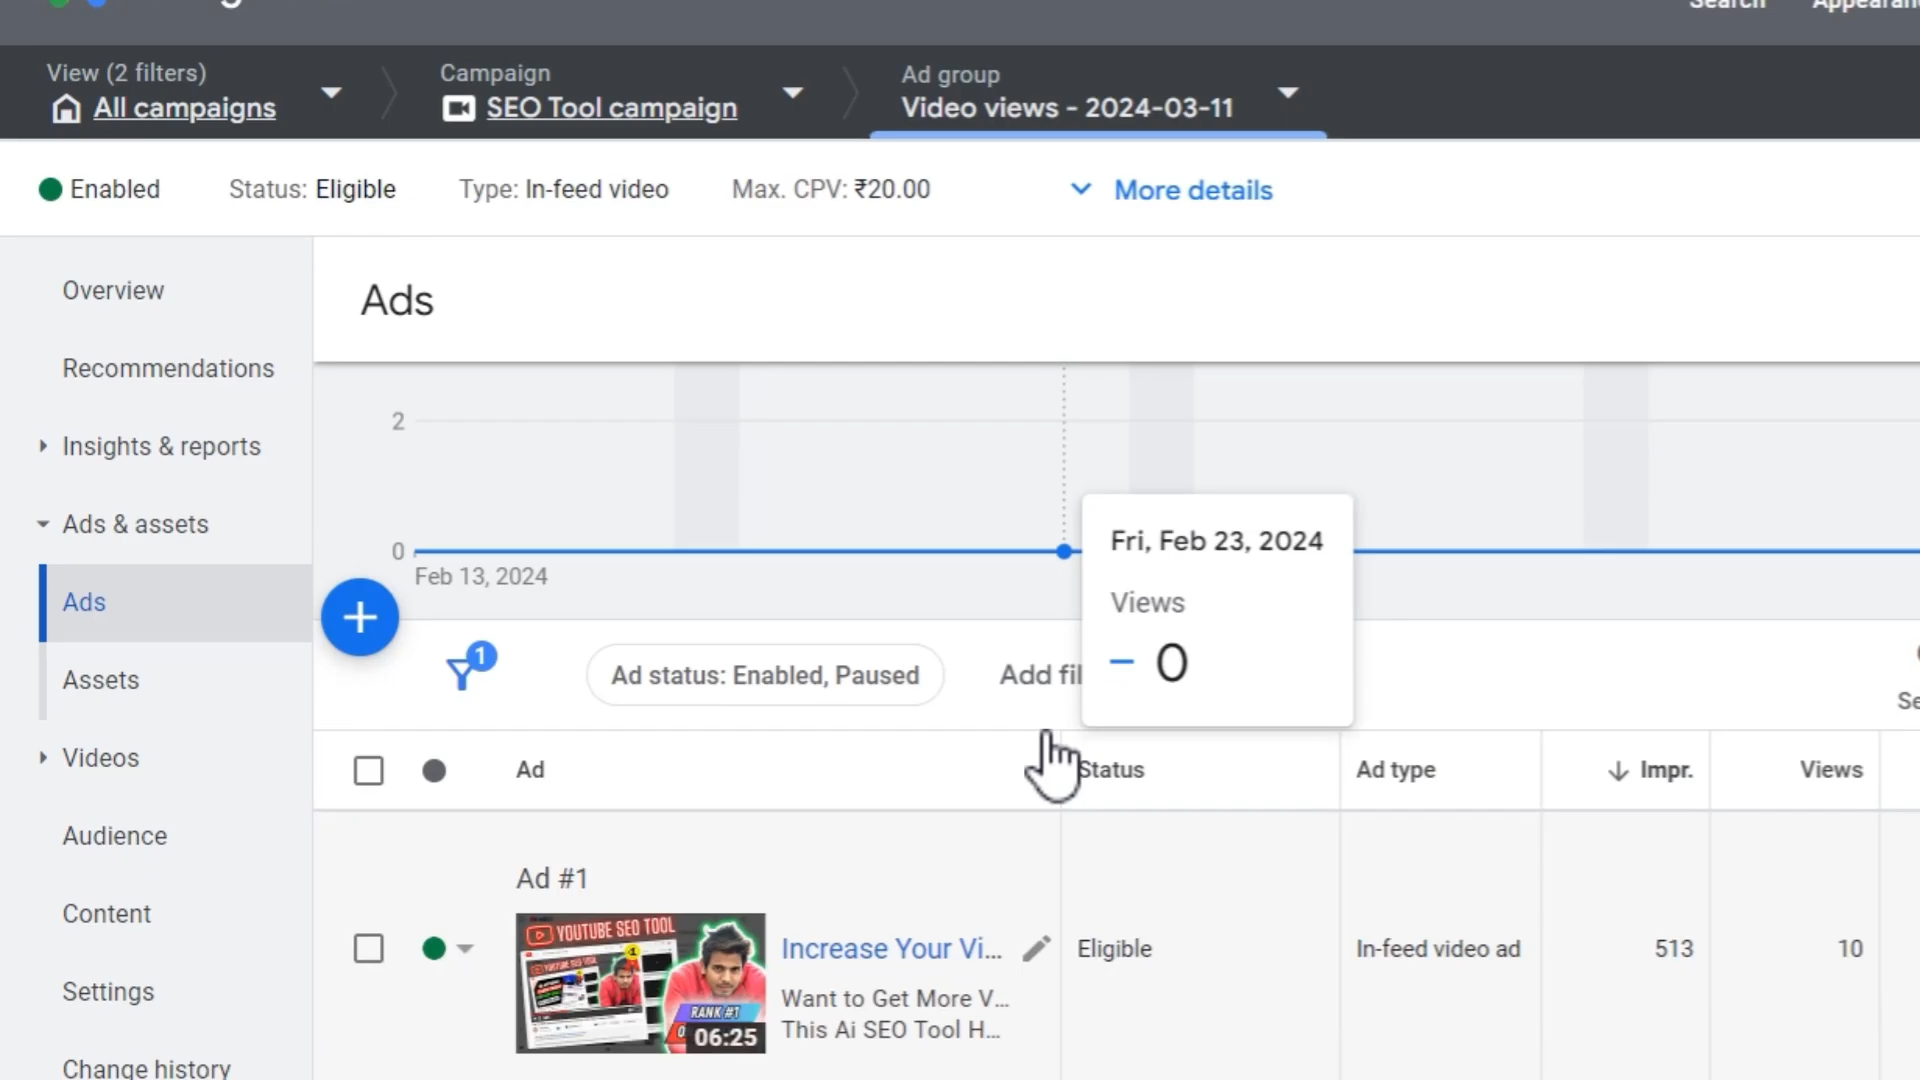 Search
View (2 filters)
All campaigns
Campaign
SEO Tool campaign
Ad group
Video views - 2024-03-11
Enabled
Status: Eligible
Type: In-feed video
Max. CPV: ₹20.00
More details
Overview
Recommendations
Insights & reports
Ads & assets
Ads
Assets
Videos
Audience
Content
Settings
Change history
Ads
2
0
Feb 13, 2024
Fri, Feb 23, 2024
Views
0
1
Ad status: Enabled, Paused
Add fil
Se
Ad
Status
Ad type
Impr.
Views
Ad #1
YOUTUBE SEO TOOL
RANK #1
06:25
Increase Your Vi...
Want to Get More V...
This Ai SEO Tool H...
Eligible
In-feed video ad
513
10